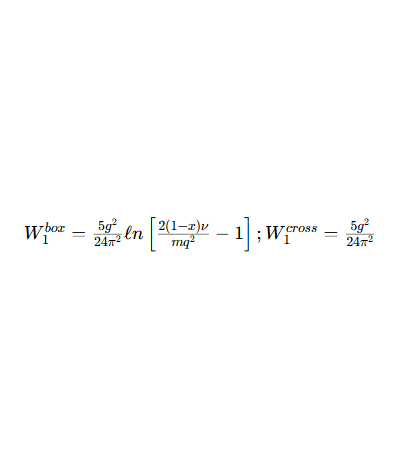 $W_1^{box} = \frac{5g^2}{24\pi^2} \ell n \left[ \frac{2(1-x)\nu}{mq^2} - 1 \right] ; W_1^{cross} = \frac{5g^2}{24\pi^2}$